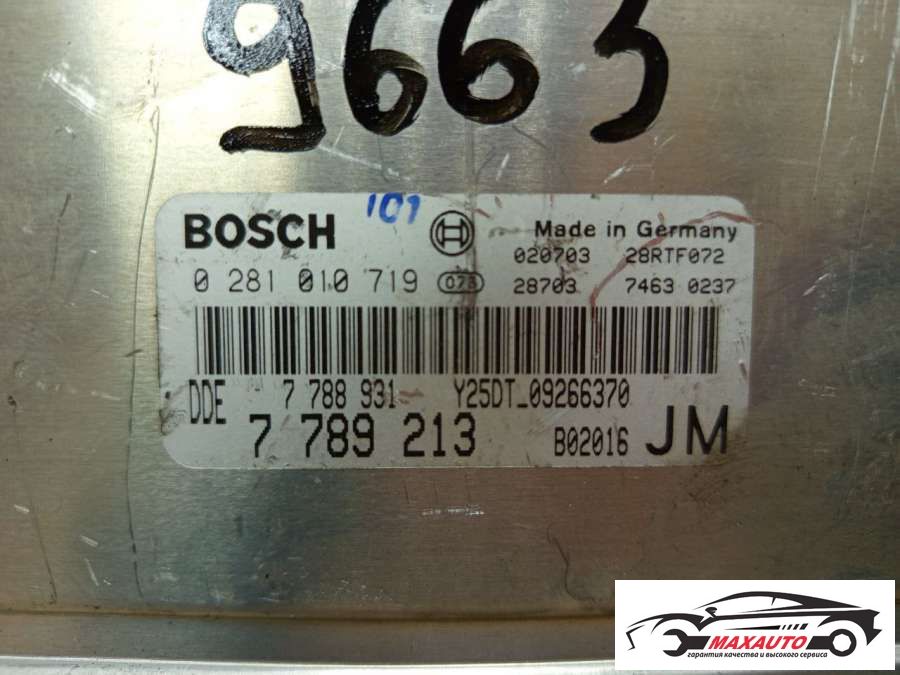 9663
101
BOSCH
Made in Germany
020703 28RTF072
0 281 010 719 073 28703 7463 0237
DDE 7 788 931 Y25DT_09266370
7 789 213 B02016 JM
MAXAUTO
гарантия качества и высокого сервиса